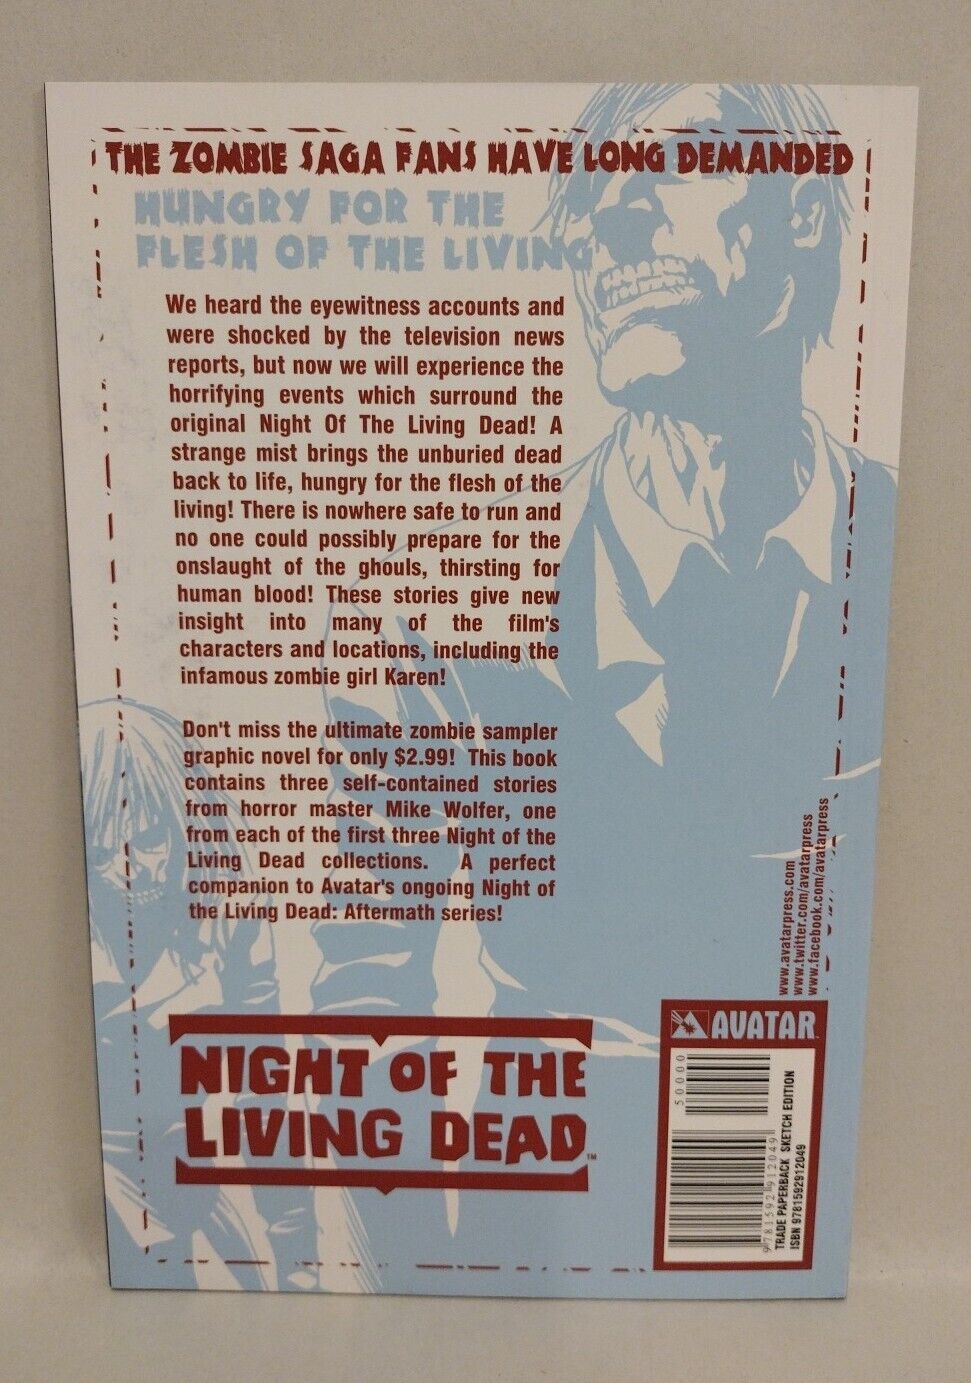 THE ZOMBIE SAGA FANS HAVE LONG DEMANDED
HUNGRY FOR THE
FLESH OF THE LIVING
We heard the eyewitness accounts and
were shocked by the television news
reports, but now we will experience the
horrifying events which surround the
original Night Of The Living Dead! A
strange mist brings the unburied dead
back to life, hungry for the flesh of the
living! There is nowhere safe to run and
no one could possibly prepare for the
onslaught of the ghouls, thirsting for
human blood! These stories give new
insight into many of the film's
characters and locations, including the
infamous zombie girl Karen!
Don't miss the ultimate zombie sampler
graphic novel for only $2.99! This book
contains three self-contained stories
from horror master Mike Wolfer, one
from each of the first three Night of the
Living Dead collections. A perfect
companion to Avatar's ongoing Night of
the Living Dead: Aftermath series!
www.avatarpress.com
www.twitter.com/avatarpress
www.facebook.com/avatarpress
NIGHT OF THE
LIVING DEAD™
AVATAR
50000
9781592912049
TRADE PAPERBACK SKETCH EDITION
ISBN 9781592912049